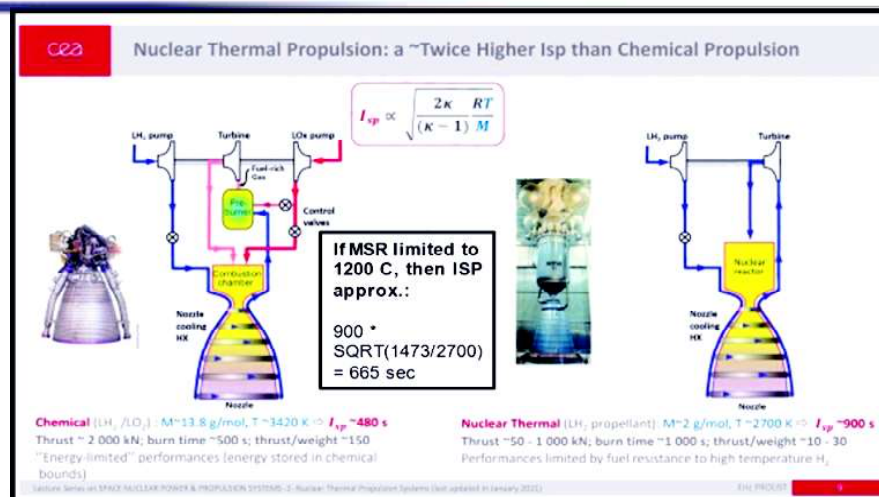 cea
Nuclear Thermal Propulsion: a ~Twice Higher Isp than Chemical Propulsion
I_sp ∝ √(2κ/(κ − 1) RT/M)
LH₂ pump
Turbine
LOx pump
Fuel-rich
Gas
Pre-
burner
Control
valves
Combustion
chamber
Nozzle
cooling
HX
Nozzle
If MSR limited to
1200 C, then ISP
approx.:
900 *
SQRT(1473/2700)
= 665 sec
LH₂ pump
Turbine
Nuclear
reactor
Nozzle
cooling
HX
Nozzle
Chemical (LH₂ /LO₂) : M~13.8 g/mol, T ~3420 K ⇨ I_sp ~480 s
Thrust ~ 2 000 kN; burn time ~500 s; thrust/weight ~150
"Energy-limited" performances (energy stored in chemical
bounds)
Nuclear Thermal (LH₂ propellant): M~2 g/mol, T ~2700 K ⇨ I_sp ~900 s
Thrust ~50 - 1 000 kN; burn time ~1 000 s; thrust/weight ~10 - 30
Performances limited by fuel resistance to high temperature H₂
Lecture Series on SPACE NUCLEAR POWER & PROPULSION SYSTEMS -2- Nuclear Thermal Propulsion Systems (last updated in January 2021)
Eric PROUST